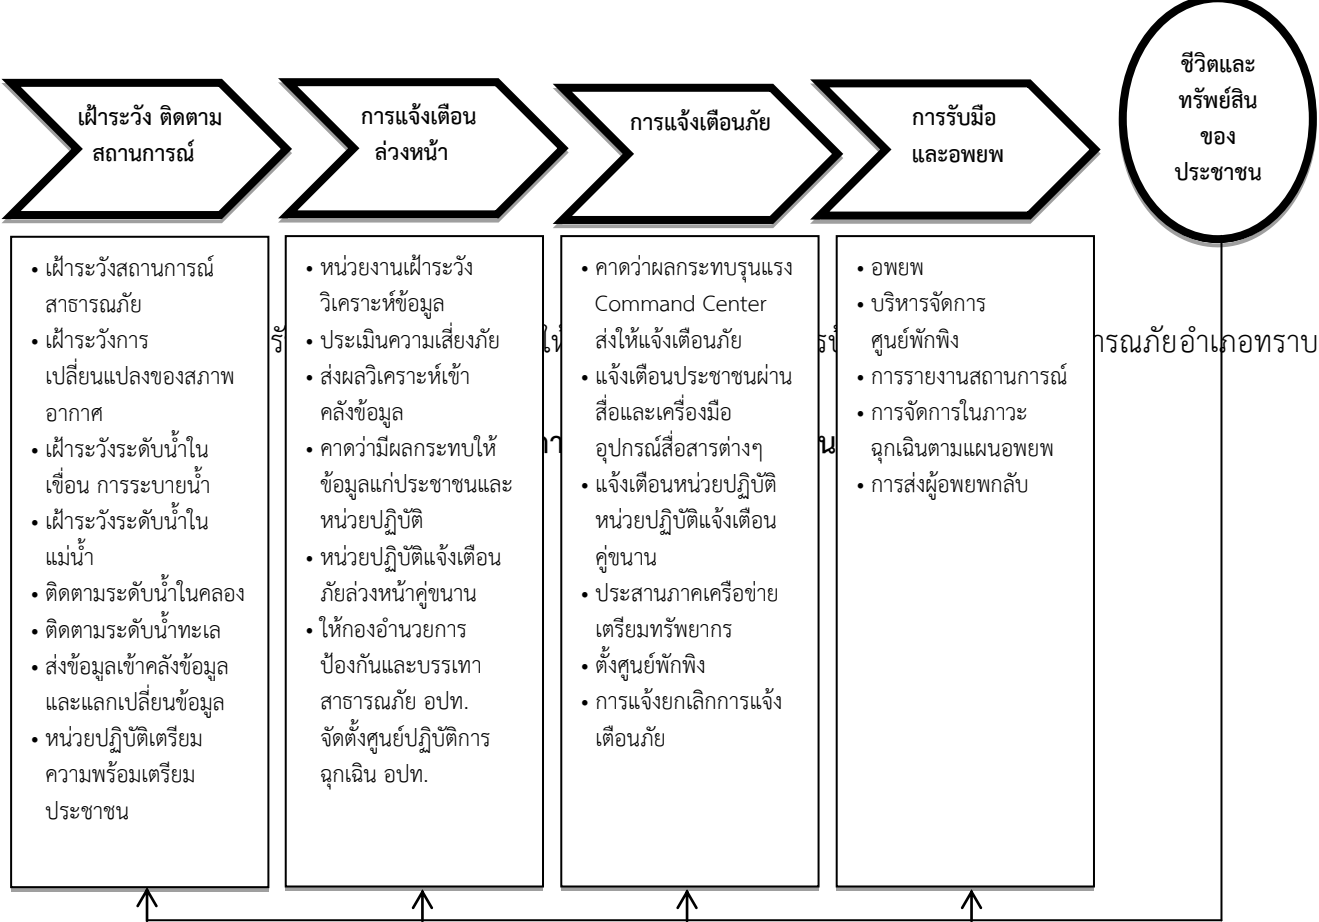 เฝ้าระวัง ติดตาม
สถานการณ์
การแจ้งเตือน
ล่วงหน้า
การแจ้งเตือนภัย
การรับมือ
และอพยพ
ชีวิตและ
ทรัพย์สิน
ของ
ประชาชน
• เฝ้าระวังสถานการณ์
สาธารณภัย
• เฝ้าระวังการ
เปลี่ยนแปลงของสภาพ
อากาศ
• เฝ้าระวังระดับน้ำใน
เขื่อน การระบายน้ำ
• เฝ้าระวังระดับน้ำใน
แม่น้ำ
• ติดตามระดับน้ำในคลอง
• ติดตามระดับน้ำทะเล
• ส่งข้อมูลเข้าคลังข้อมูล
และแลกเปลี่ยนข้อมูล
• หน่วยปฏิบัติเตรียม
ความพร้อมเตรียม
ประชาชน
• หน่วยงานเฝ้าระวัง
วิเคราะห์ข้อมูล
• ประเมินความเสี่ยงภัย
• ส่งผลวิเคราะห์เข้า
คลังข้อมูล
• คาดว่ามีผลกระทบให้
ข้อมูลแก่ประชาชนและ
หน่วยปฏิบัติ
• หน่วยปฏิบัติแจ้งเตือน
ภัยล่วงหน้าคู่ขนาน
• ให้กองอำนวยการ
ป้องกันและบรรเทา
สาธารณภัย อปท.
จัดตั้งศูนย์ปฏิบัติการ
ฉุกเฉิน อปท.
• คาดว่าผลกระทบรุนแรง
Command Center
ส่งให้แจ้งเตือนภัย
• แจ้งเตือนประชาชนผ่าน
สื่อและเครื่องมือ
อุปกรณ์สื่อสารต่างๆ
• แจ้งเตือนหน่วยปฏิบัติ
หน่วยปฏิบัติแจ้งเตือน
คู่ขนาน
• ประสานภาคเครือข่าย
เตรียมทรัพยากร
• ตั้งศูนย์พักพิง
• การแจ้งยกเลิกการแจ้ง
เตือนภัย
• อพยพ
• บริหารจัดการ
ศูนย์พักพิง
• การรายงานสถานการณ์
• การจัดการในภาวะ
ฉุกเฉินตามแผนอพยพ
• การส่งผู้อพยพกลับ
ารณภัยอำเภอทราบ